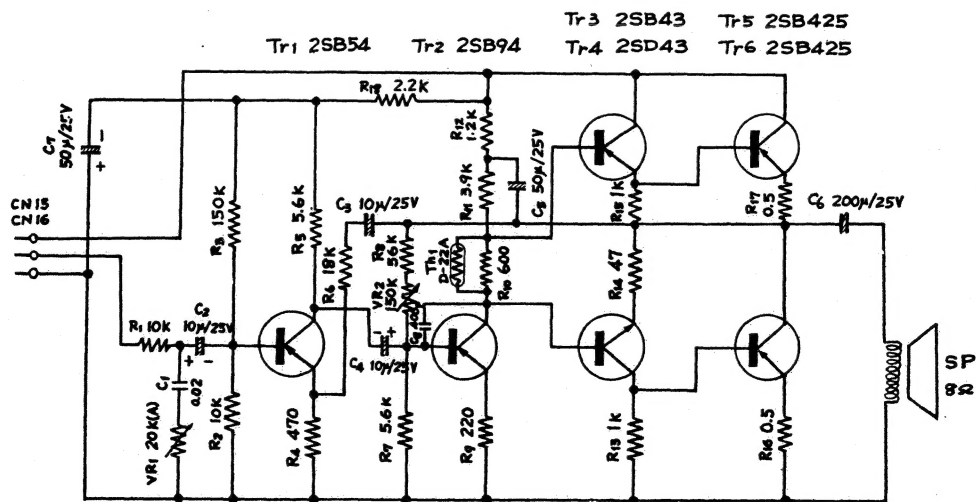 Tr1 2SB54
Tr2 2SB94
Tr3 2SB43
Tr4 2SD43
Tr5 2SB425
Tr6 2SB425
C7 50μ/25V
-
+
R18 2.2K
R12 1.2K
R11 3.9K
C5 50μ/25V
CN15
CN16
R3 150K
R5 5.6K
C3 10μ/25V
R6 18K
R8 56K
VR2 150K
Th1 D-22A
R10 600
R15 1K
R17 0.5
C6 200μ/25V
R14 47
R1 10K
C2 10μ/25V
+ -
C1 0.02
VR1 20K(A)
R2 10K
R4 470
- +
C4 10μ/25V
R7 5.6K
R9 220
R13 1K
R16 0.5
SP
8Ω